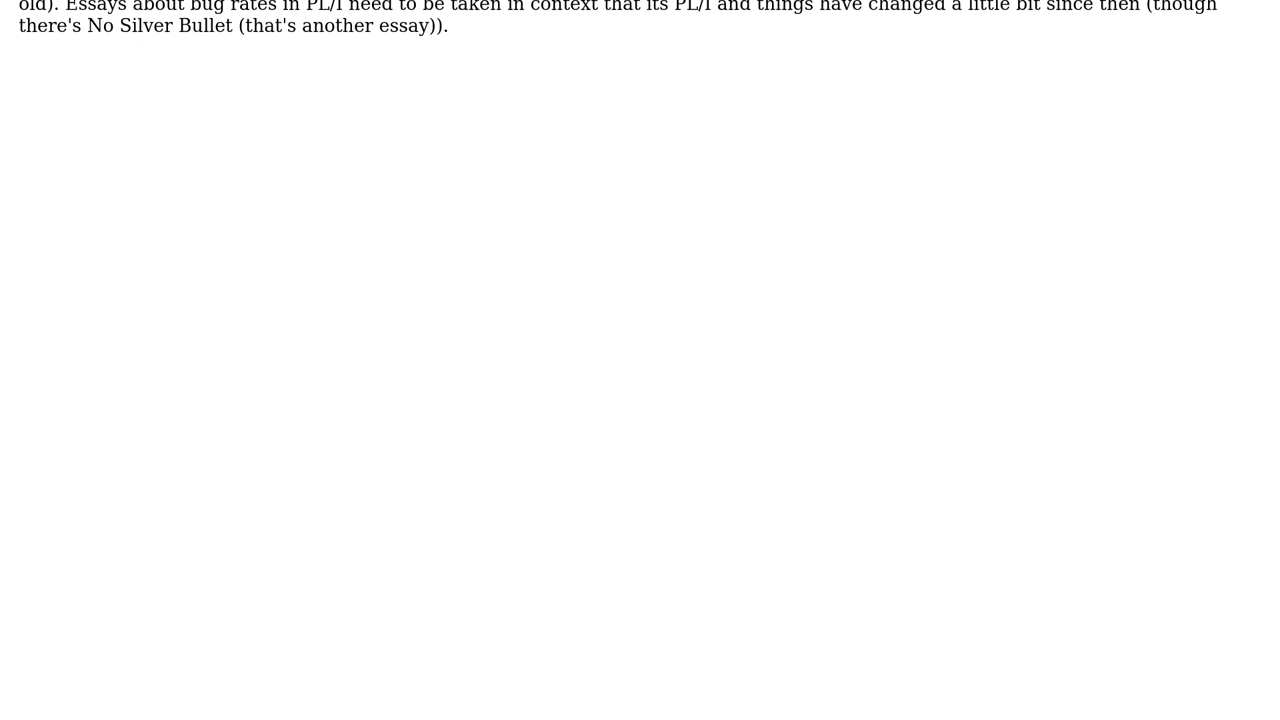 old). Essays about bug rates in PL/I need to be taken in context that its PL/I and things have changed a little bit since then (though
there's No Silver Bullet (that's another essay)).